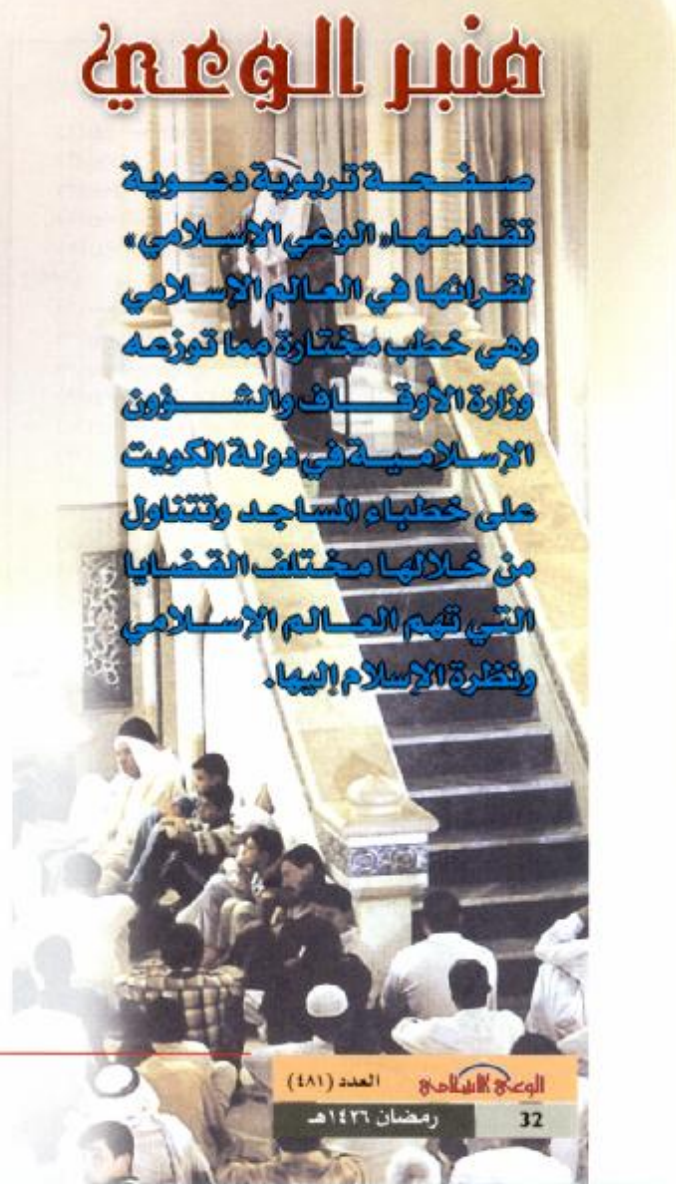 منبر الوعي
صفحة تربوية دعوية
تقدمها «الوعي الإسلامي»
لقرائها في العالم الإسلامي
وهي خطب مختارة مما توزعه
وزارة الأوقاف والشؤون
الإسلامية في دولة الكويت
على خطباء المساجد وتتناول
من خلالها مختلف القضايا
التي تهم العالم الإسلامي
ونظرة الإسلام إليها.
الوعي الإسلامي العدد (٤٨١)
32 رمضان ١٤٢٦هـ